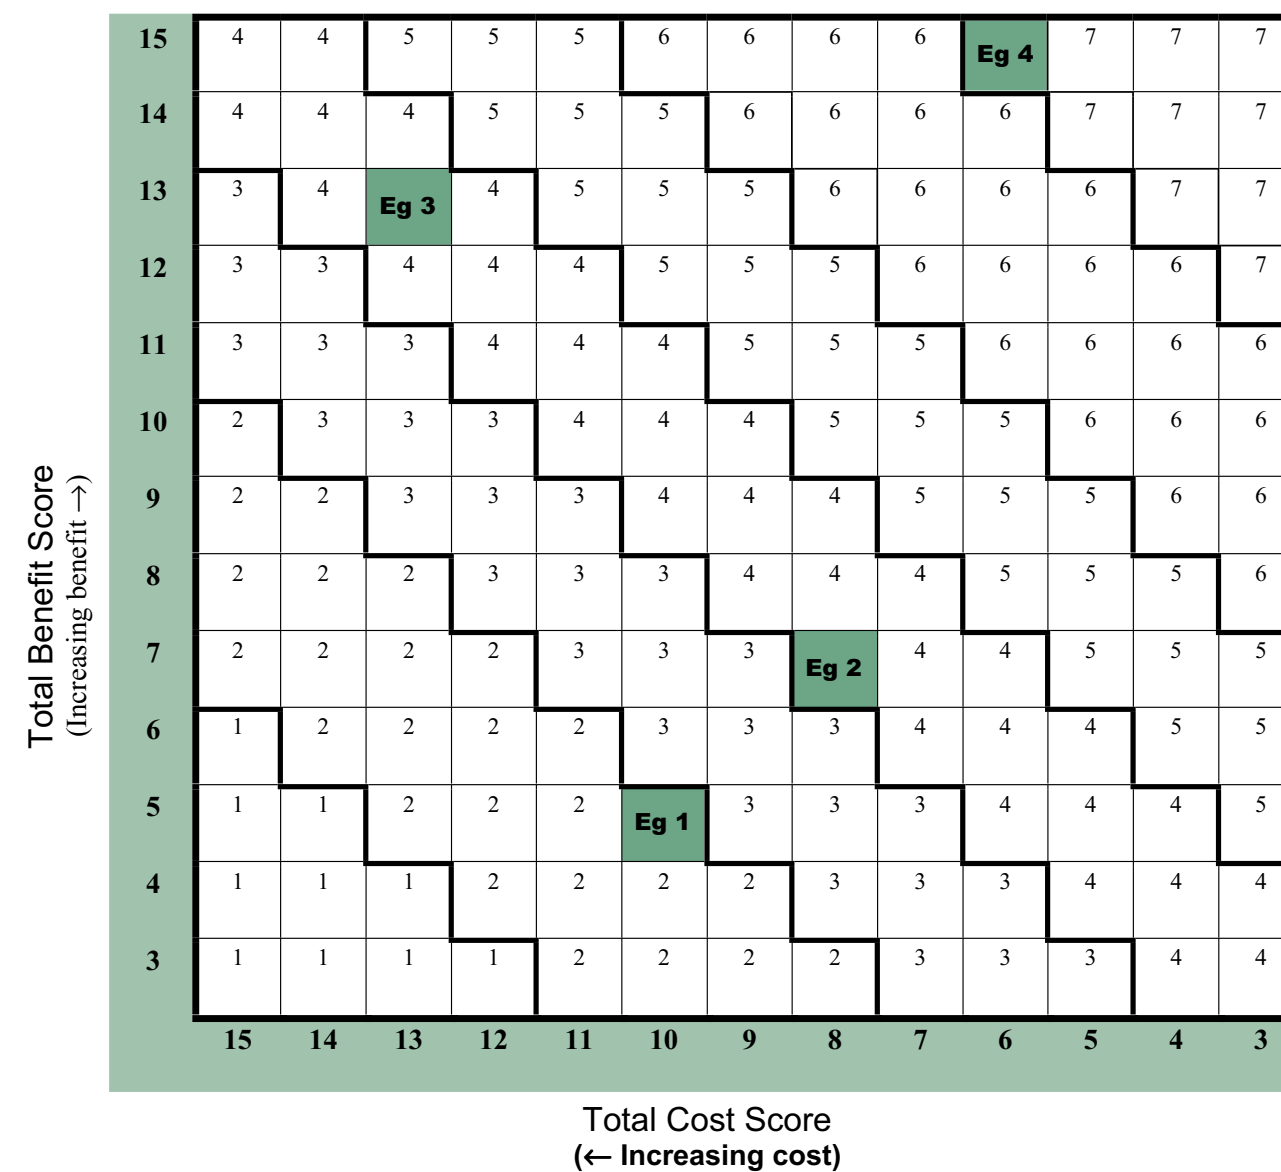 15 4 4 5 5 5 6 6 6 6 Eg 4 7 7 7
14 4 4 4 5 5 5 6 6 6 6 7 7 7
13 3 4 Eg 3 4 5 5 5 6 6 6 6 7 7
12 3 3 4 4 4 5 5 5 6 6 6 6 7
11 3 3 3 4 4 4 5 5 5 6 6 6 6
10 2 3 3 3 4 4 4 5 5 5 6 6 6
9 2 2 3 3 3 4 4 4 5 5 5 6 6
8 2 2 2 3 3 3 4 4 4 5 5 5 6
7 2 2 2 2 3 3 3 Eg 2 4 4 5 5 5
6 1 2 2 2 2 3 3 3 4 4 4 5 5
5 1 1 2 2 2 Eg 1 3 3 3 4 4 4 5
4 1 1 1 2 2 2 2 3 3 3 4 4 4
3 1 1 1 1 2 2 2 2 3 3 3 4 4
15 14 13 12 11 10 9 8 7 6 5 4 3
Total Benefit Score
(Increasing benefit →)
Total Cost Score
(← Increasing cost)